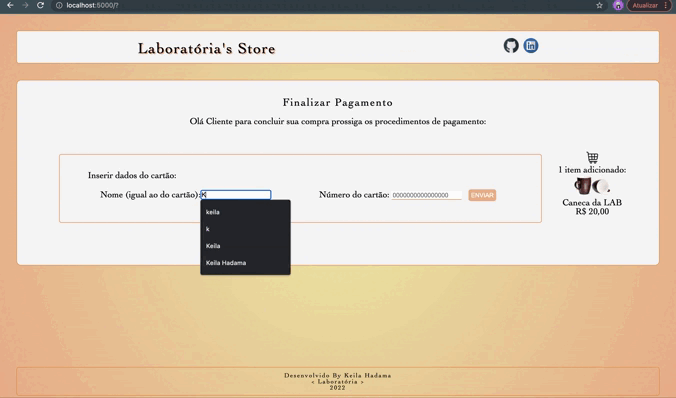 localhost:5000/?
Atualizar
Laboratória's Store
Finalizar Pagamento
Olá Cliente para concluir sua compra prossiga os procedimentos de pagamento:
Inserir dados do cartão:
Nome (igual ao do cartão): K
Número do cartão: 0000000000000000
ENVIAR
keila
k
Keila
Keila Hadama
1 item adicionado:
Caneca da LAB
R$ 20,00
Desenvolvido By Keila Hadama
< Laboratória >
2022